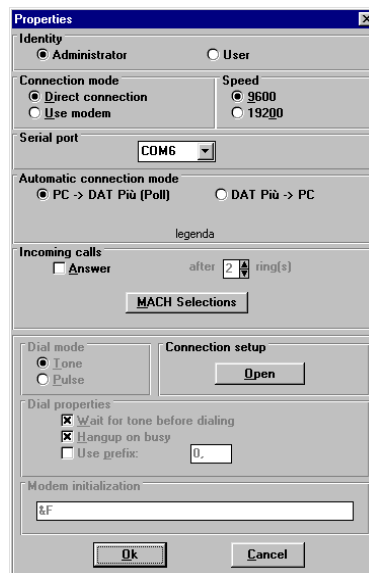 Properties
Identity
Administrator User
Connection mode Speed
Direct connection 9600
Use modem 19200
Serial port
COM6
Automatic connection mode
PC -> DAT Più (Poll) DAT Più -> PC
legenda
Incoming calls
Answer after 2 ring(s)
MACH Selections
Dial mode Connection setup
Tone
Open
Pulse
Dial properties
Wait for tone before dialing
Hangup on busy
Use prefix: 0,
Modem initialization
&F
Ok Cancel